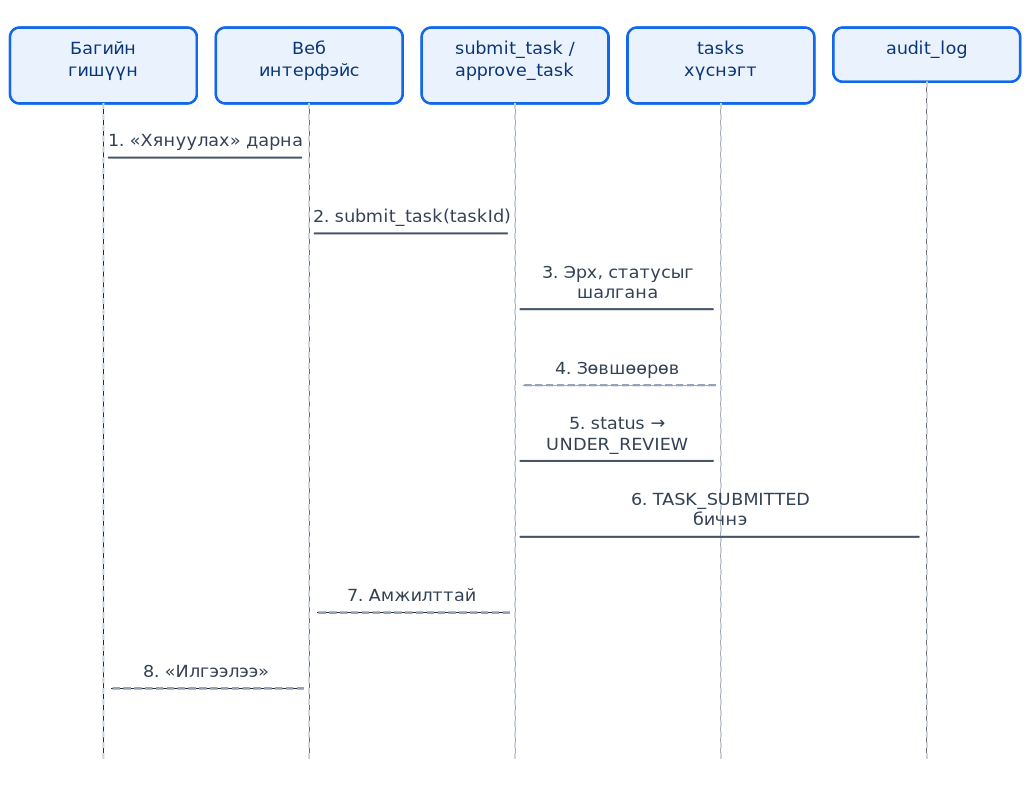 Багийн
гишүүн
Веб
интерфэйс
submit_task /
approve_task
tasks
хүснэгт
audit_log
1. «Хянуулах» дарна
2. submit_task(taskId)
3. Эрх, статусыг
шалгана
4. Зөвшөөрөв
5. status →
UNDER_REVIEW
6. TASK_SUBMITTED
бичнэ
7. Амжилттай
8. «Илгээлээ»